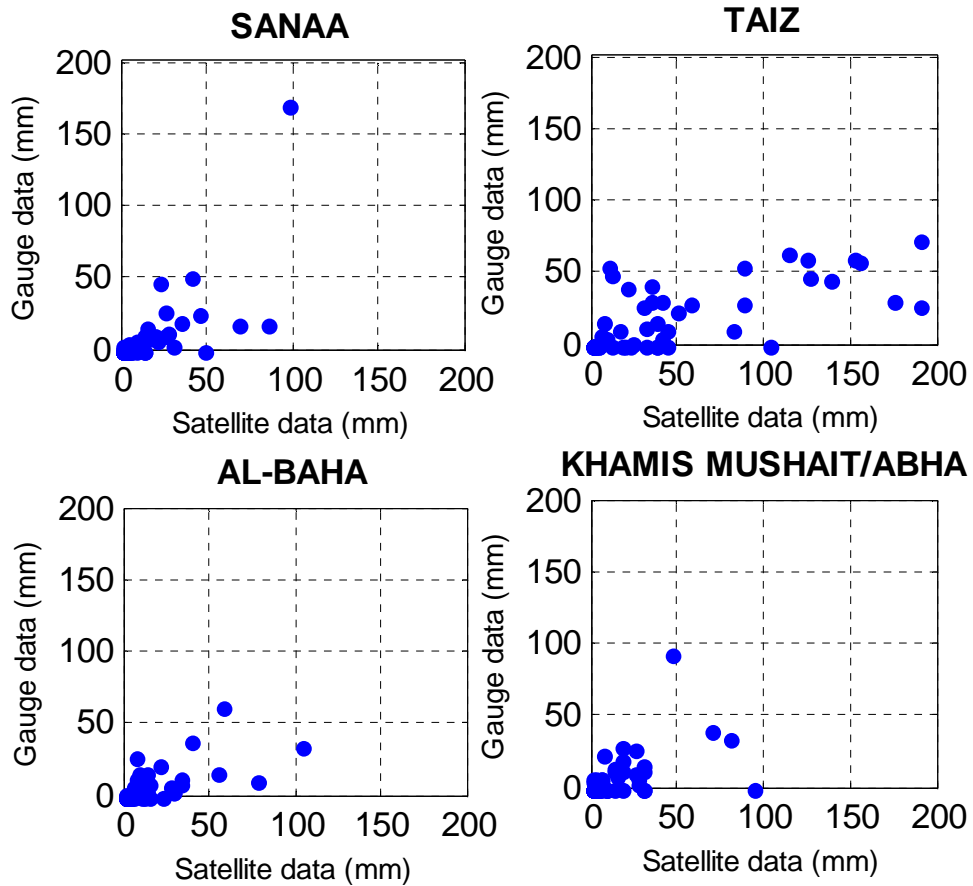 SANAA
200
150
100
50
0
Gauge data (mm)
0 50 100 150 200
Satellite data (mm)
TAIZ
200
150
100
50
0
Gauge data (mm)
0 50 100 150 200
Satellite data (mm)
AL-BAHA
200
150
100
50
0
Gauge data (mm)
0 50 100 150 200
Satellite data (mm)
KHAMIS MUSHAIT/ABHA
200
150
100
50
0
Gauge data (mm)
0 50 100 150 200
Satellite data (mm)